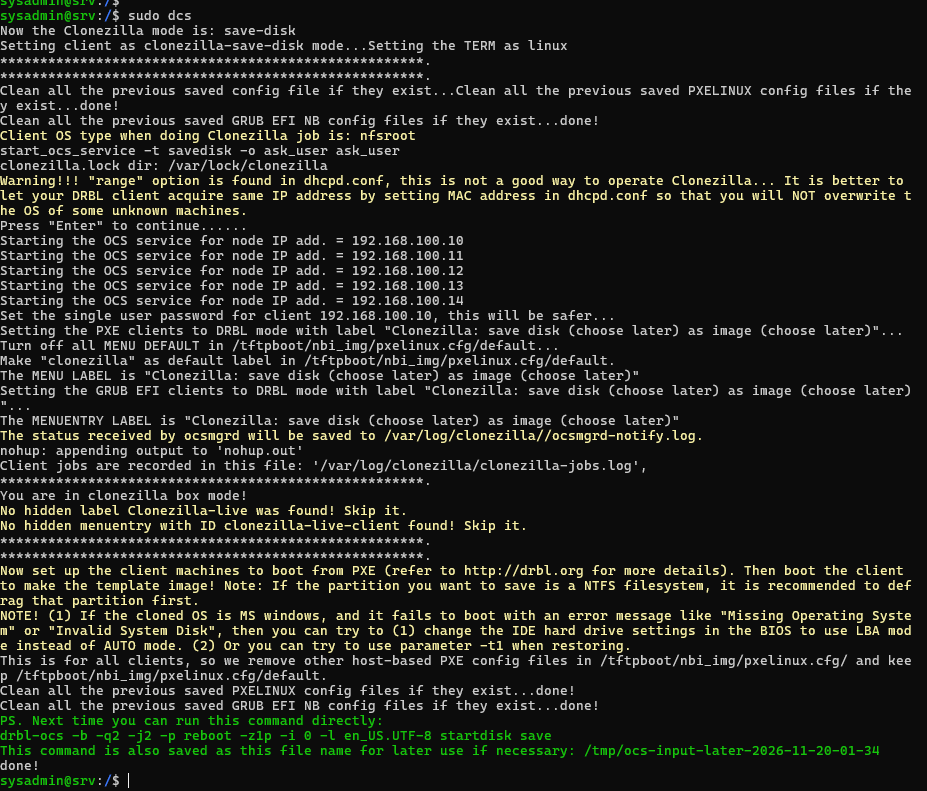 sysadmin@srv:/$
sysadmin@srv:/$ sudo dcs
Now the Clonezilla mode is: save-disk
Setting client as clonezilla-save-disk mode...Setting the TERM as linux
*****************************************************.
*****************************************************.
Clean all the previous saved config file if they exist...Clean all the previous saved PXELINUX config files if the
y exist...done!
Clean all the previous saved GRUB EFI NB config files if they exist...done!
Client OS type when doing Clonezilla job is: nfsroot
start_ocs_service -t savedisk -o ask_user ask_user
clonezilla.lock dir: /var/lock/clonezilla
Warning!!! "range" option is found in dhcpd.conf, this is not a good way to operate Clonezilla... It is better to
let your DRBL client acquire same IP address by setting MAC address in dhcpd.conf so that you will NOT overwrite t
he OS of some unknown machines.
Press "Enter" to continue......
Starting the OCS service for node IP add. = 192.168.100.10
Starting the OCS service for node IP add. = 192.168.100.11
Starting the OCS service for node IP add. = 192.168.100.12
Starting the OCS service for node IP add. = 192.168.100.13
Starting the OCS service for node IP add. = 192.168.100.14
Set the single user password for client 192.168.100.10, this will be safer...
Setting the PXE clients to DRBL mode with label "Clonezilla: save disk (choose later) as image (choose later)"...
Turn off all MENU DEFAULT in /tftpboot/nbi_img/pxelinux.cfg/default...
Make "clonezilla" as default label in /tftpboot/nbi_img/pxelinux.cfg/default.
The MENU LABEL is "Clonezilla: save disk (choose later) as image (choose later)"
Setting the GRUB EFI clients to DRBL mode with label "Clonezilla: save disk (choose later) as image (choose later)
"...
The MENUENTRY LABEL is "Clonezilla: save disk (choose later) as image (choose later)"
The status received by ocsmgrd will be saved to /var/log/clonezilla//ocsmgrd-notify.log.
nohup: appending output to 'nohup.out'
Client jobs are recorded in this file: '/var/log/clonezilla/clonezilla-jobs.log',
*****************************************************.
You are in clonezilla box mode!
No hidden label Clonezilla-live was found! Skip it.
No hidden menuentry with ID clonezilla-live-client found! Skip it.
*****************************************************.
*****************************************************.
Now set up the client machines to boot from PXE (refer to http://drbl.org for more details). Then boot the client
to make the template image! Note: If the partition you want to save is a NTFS filesystem, it is recommended to def
rag that partition first.
NOTE! (1) If the cloned OS is MS windows, and it fails to boot with an error message like "Missing Operating Syste
m" or "Invalid System Disk", then you can try to (1) change the IDE hard drive settings in the BIOS to use LBA mod
e instead of AUTO mode. (2) Or you can try to use parameter -t1 when restoring.
This is for all clients, so we remove other host-based PXE config files in /tftpboot/nbi_img/pxelinux.cfg/ and kee
p /tftpboot/nbi_img/pxelinux.cfg/default.
Clean all the previous saved PXELINUX config files if they exist...done!
Clean all the previous saved GRUB EFI NB config files if they exist...done!
PS. Next time you can run this command directly:
drbl-ocs -b -q2 -j2 -p reboot -z1p -i 0 -l en_US.UTF-8 startdisk save
This command is also saved as this file name for later use if necessary: /tmp/ocs-input-later-2026-11-20-01-34
done!
sysadmin@srv:/$